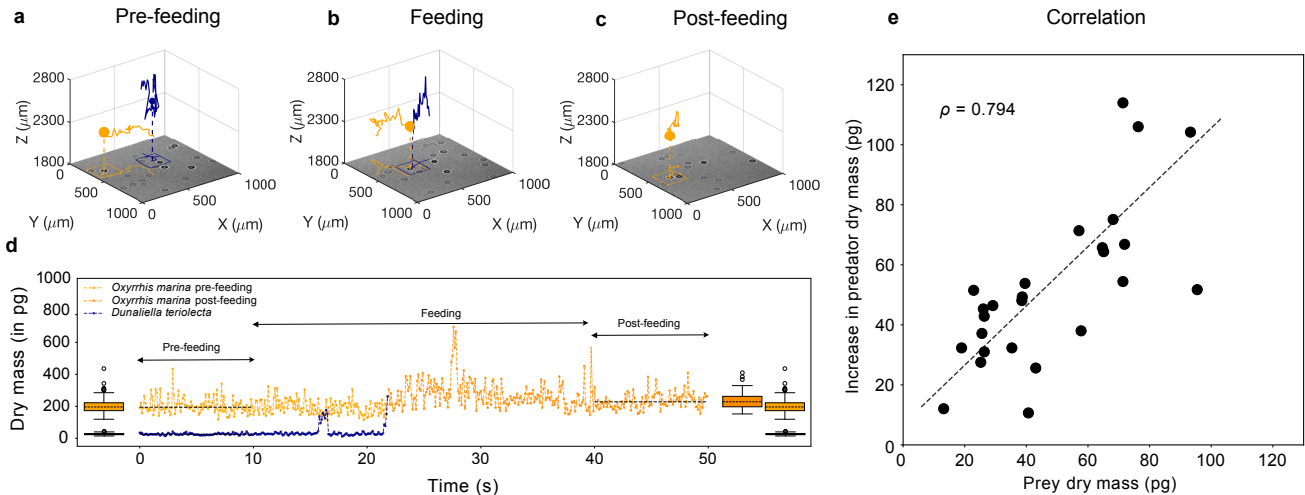 a Pre-feeding
b Feeding
c Post-feeding
e Correlation
2800
2300
1800
Z (μm)
0
500
1000
Y (μm)
0
500
1000
X (μm)
2800
2300
1800
Z (μm)
0
500
1000
Y (μm)
0
500
1000
X (μm)
2800
2300
1800
Z (μm)
0
500
1000
Y (μm)
0
500
1000
X (μm)
d
1000
800
600
400
200
0
Dry mass (in pg)
Oxyrrhis marina pre-feeding
Oxyrrhis marina post-feeding
Dunaliella teriolecta
Pre-feeding
Feeding
Post-feeding
0 10 20 30 40 50
Time (s)
ρ = 0.794
120
100
80
60
40
20
0
Increase in predator dry mass (pg)
0 20 40 60 80 100 120
Prey dry mass (pg)